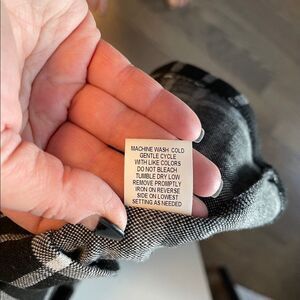 MACHINE WASH COLD
GENTLE CYCLE
WITH LIKE COLORS
DO NOT BLEACH
TUMBLE DRY LOW
REMOVE PROMPTLY
IRON ON REVERSE
SIDE ON LOWEST
SETTING AS NEEDED